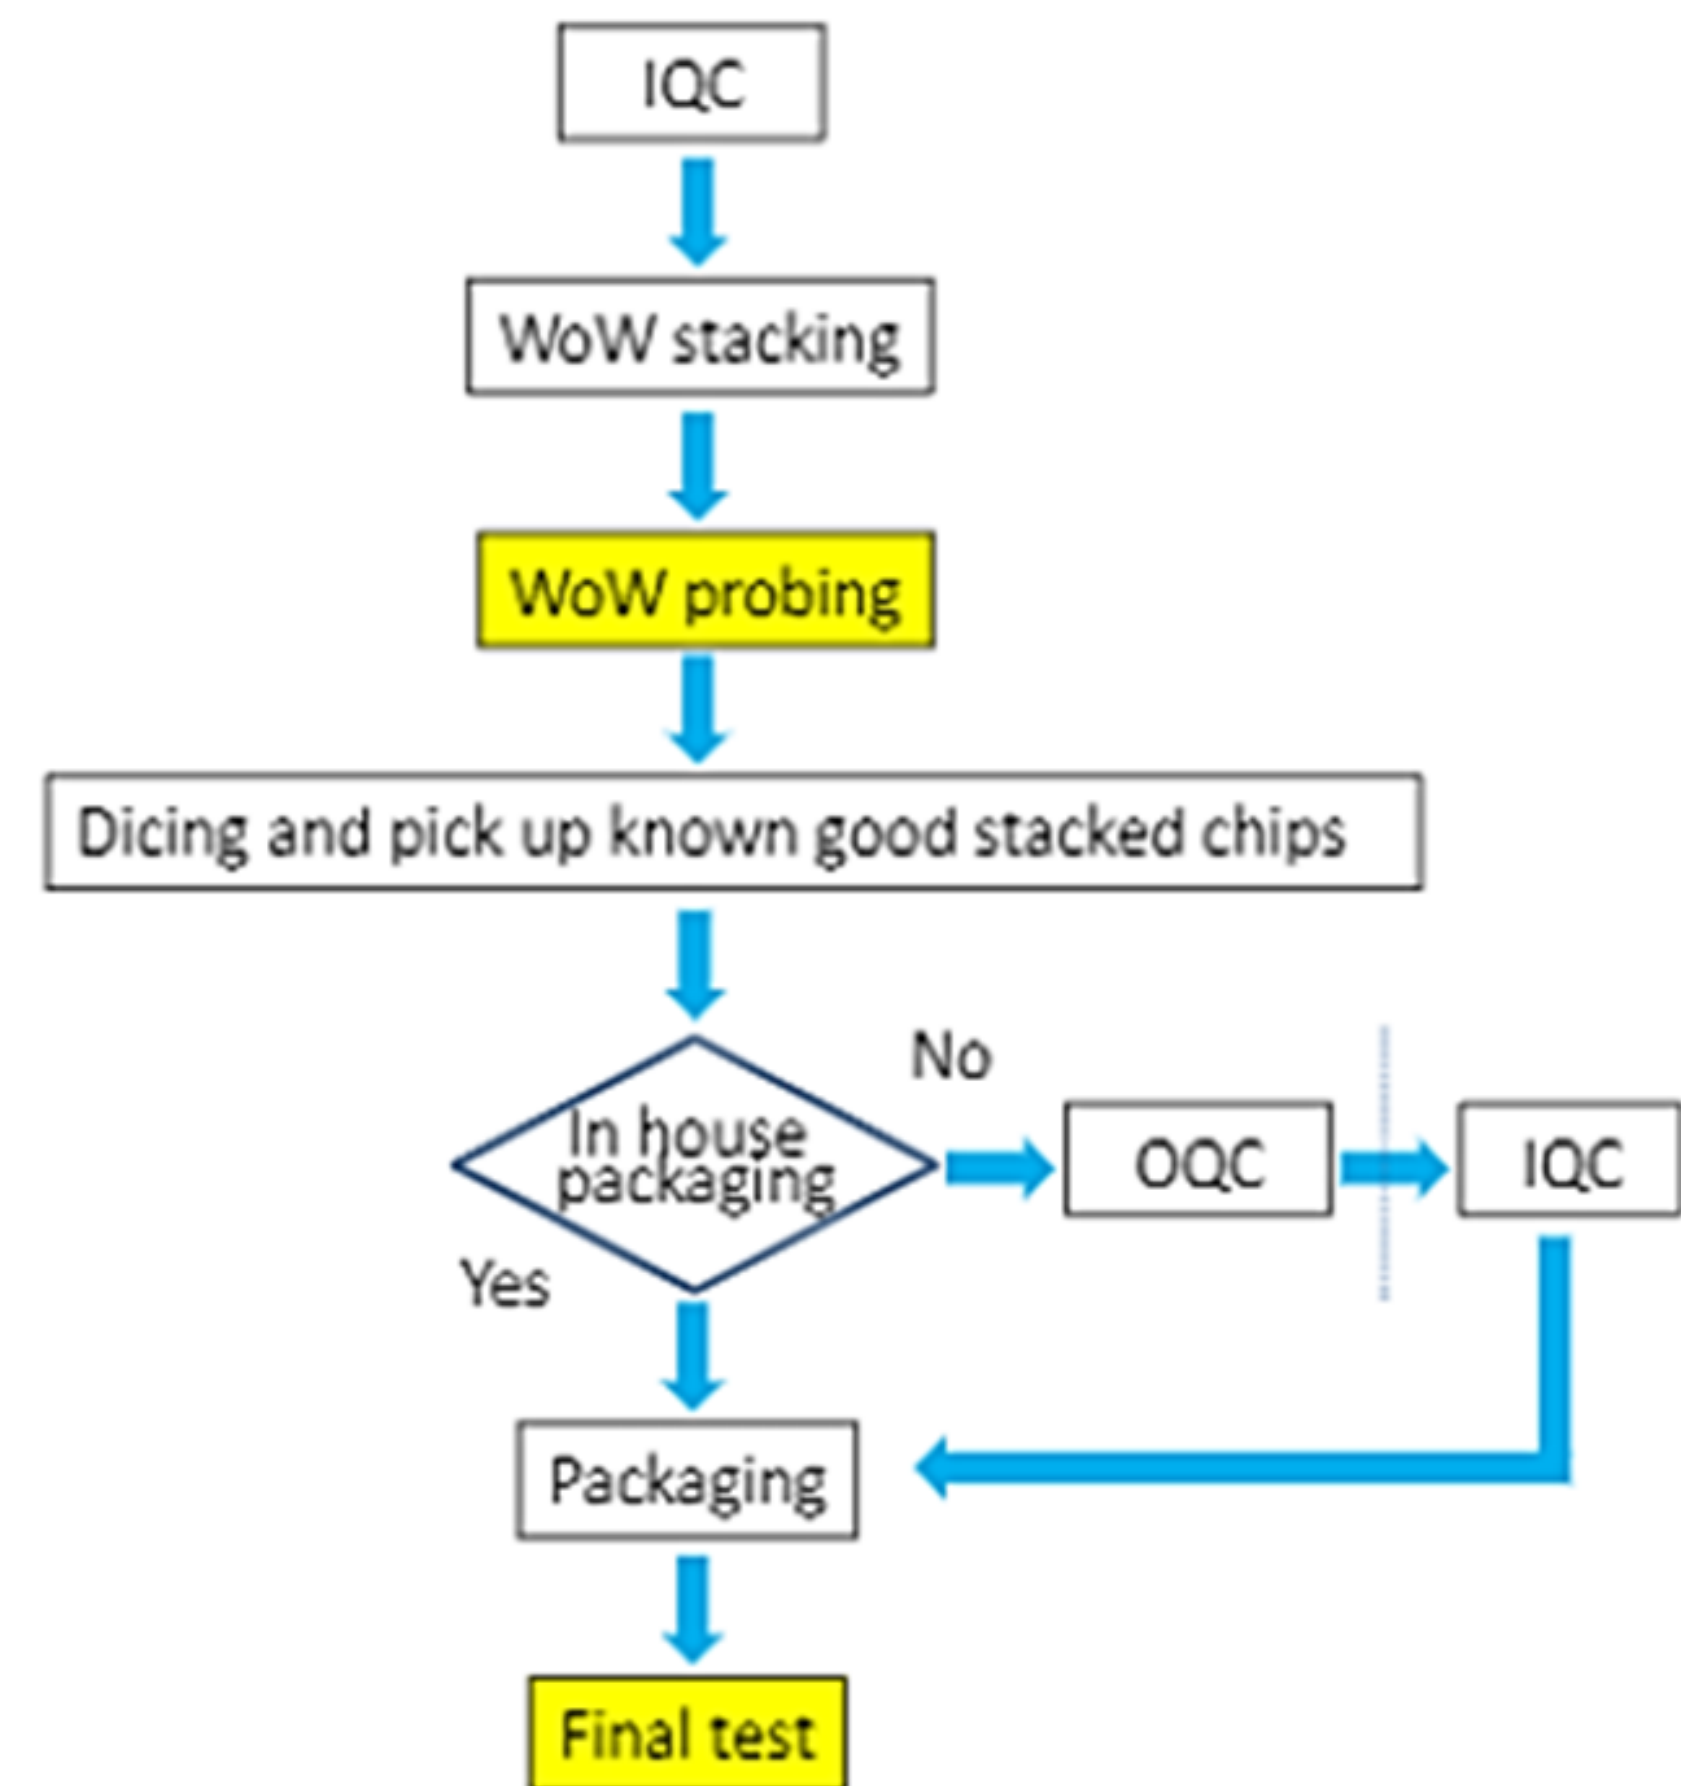 IQC
WoW stacking
WoW probing
Dicing and pick up known good stacked chips
No
In house
packaging
OQC
IQC
Yes
Packaging
Final test